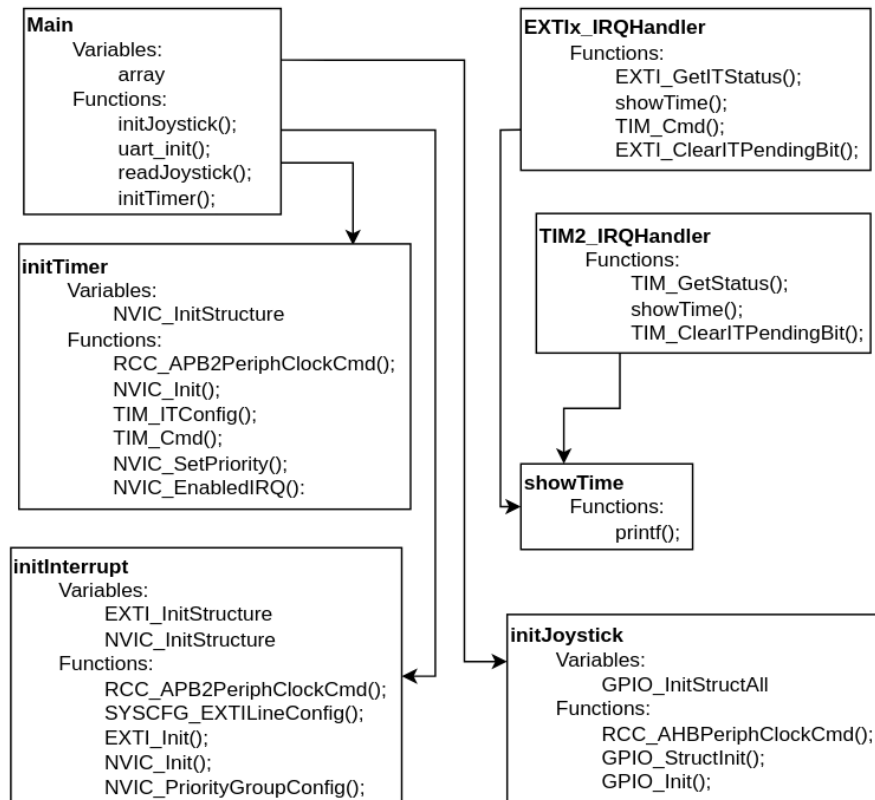 Main
Variables:
array
Functions:
initJoystick();
uart_init();
readJoystick();
initTimer();
EXTIx_IRQHandler
Functions:
EXTI_GetITStatus();
showTime();
TIM_Cmd();
EXTI_ClearITPendingBit();
TIM2_IRQHandler
Functions:
TIM_GetStatus();
showTime();
TIM_ClearITPendingBit();
initTimer
Variables:
NVIC_InitStructure
Functions:
RCC_APB2PeriphClockCmd();
NVIC_Init();
TIM_ITConfig();
TIM_Cmd();
NVIC_SetPriority();
NVIC_EnabledIRQ():
showTime
Functions:
printf();
initInterrupt
Variables:
EXTI_InitStructure
NVIC_InitStructure
Functions:
RCC_APB2PeriphClockCmd();
SYSCFG_EXTILineConfig();
EXTI_Init();
NVIC_Init();
NVIC_PriorityGroupConfig();
initJoystick
Variables:
GPIO_InitStructAll
Functions:
RCC_AHBPeriphClockCmd();
GPIO_StructInit();
GPIO_Init();